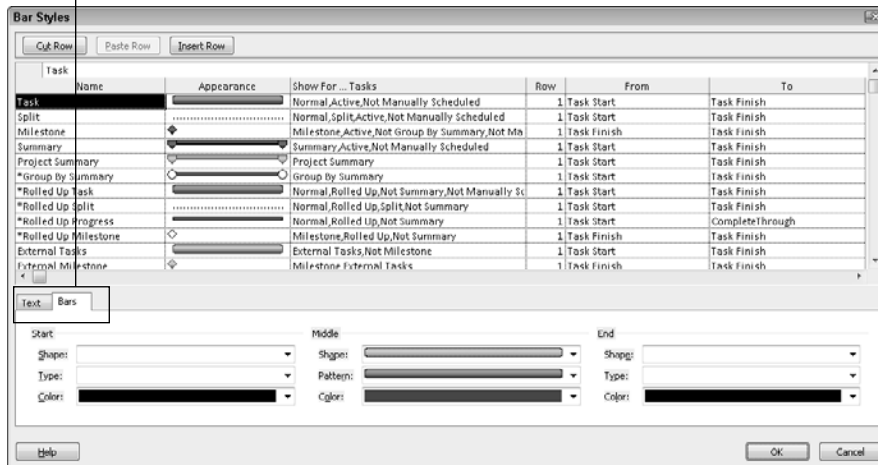 Bar Styles
Cut Row Paste Row Insert Row
Task
Name Appearance Show For ... Tasks Row From To
Task Normal,Active,Not Manually Scheduled 1 Task Start Task Finish
Split Normal,Split,Active,Not Manually Scheduled 1 Task Start Task Finish
Milestone Milestone,Active,Not Group By Summary,Not Ma 1 Task Finish Task Finish
Summary Summary,Active,Not Manually Scheduled 1 Task Start Task Finish
Project Summary Project Summary 1 Task Start Task Finish
*Group By Summary Group By Summary 1 Task Start Task Finish
*Rolled Up Task Normal,Rolled Up,Not Summary,Not Manually Sc 1 Task Start Task Finish
*Rolled Up Split Normal,Rolled Up,Split,Not Summary 1 Task Start Task Finish
*Rolled Up Progress Normal,Rolled Up,Not Summary 1 Task Start CompleteThrough
*Rolled Up Milestone Milestone,Rolled Up,Not Summary 1 Task Finish Task Finish
External Tasks External Tasks,Not Milestone 1 Task Start Task Finish
External Milestone Milestone External Tasks 1 Task Finish Task Finish
Text Bars
Start Middle End
Shape: Shape: Shape:
Type: Pattern: Type:
Color: Color: Color:
Help OK Cancel